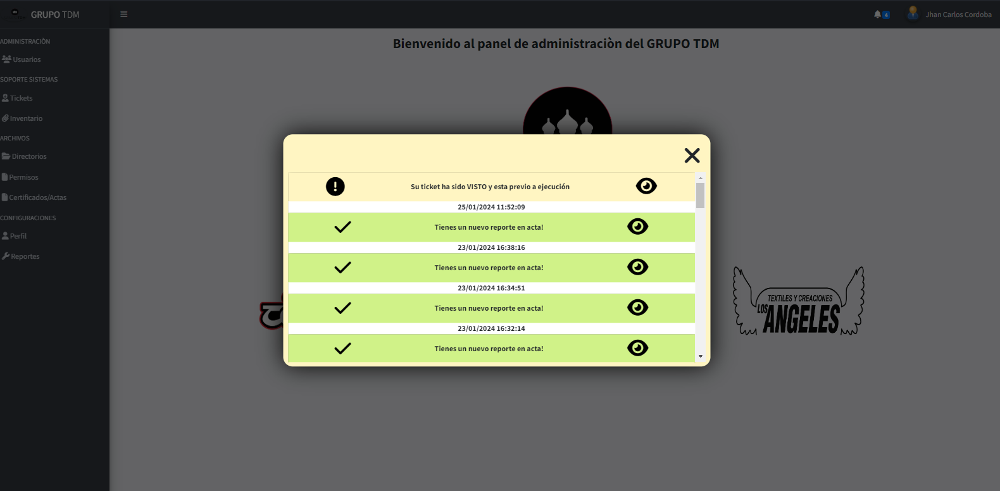 GRUPO TDM
4
Jhan Carlos Cordoba
ADMINISTRACIÒN
Usuarios
SOPORTE SISTEMAS
Tickets
Inventario
ARCHIVOS
Directorios
Permisos
Certificados/Actas
CONFIGURACIONES
Perfil
Reportes
Bienvenido al panel de administraciòn del GRUPO TDM
Su ticket ha sido VISTO y esta previo a ejecución
25/01/2024 11:52:09
Tienes un nuevo reporte en acta!
23/01/2024 16:38:16
Tienes un nuevo reporte en acta!
23/01/2024 16:34:51
Tienes un nuevo reporte en acta!
23/01/2024 16:32:14
Tienes un nuevo reporte en acta!
TEXTILES Y CREACIONES
LOS ANGELES